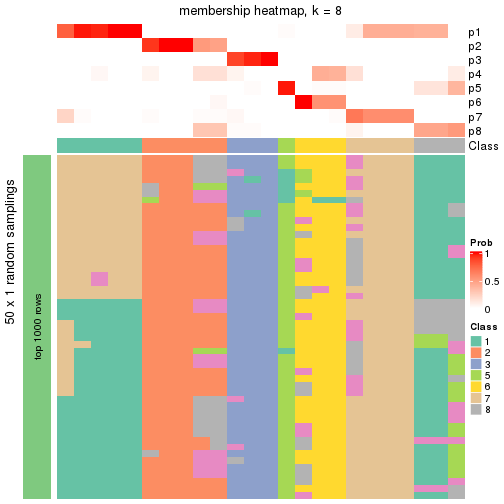 membership heatmap, k = 8
p1
p2
p3
p4
p5
p6
p7
p8
Class
50 x 1 random samplings
top 1000 rows
Prob
1
0.5
0
Class
1
2
3
4
5
6
7
8